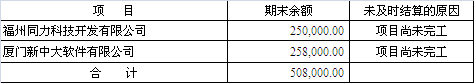 项 目 期末余额 未及时结算的原因
福州同力科技开发有限公司 250,000.00 项目尚未完工
厦门新中大软件有限公司 258,000.00 项目尚未完工
合 计 508,000.00